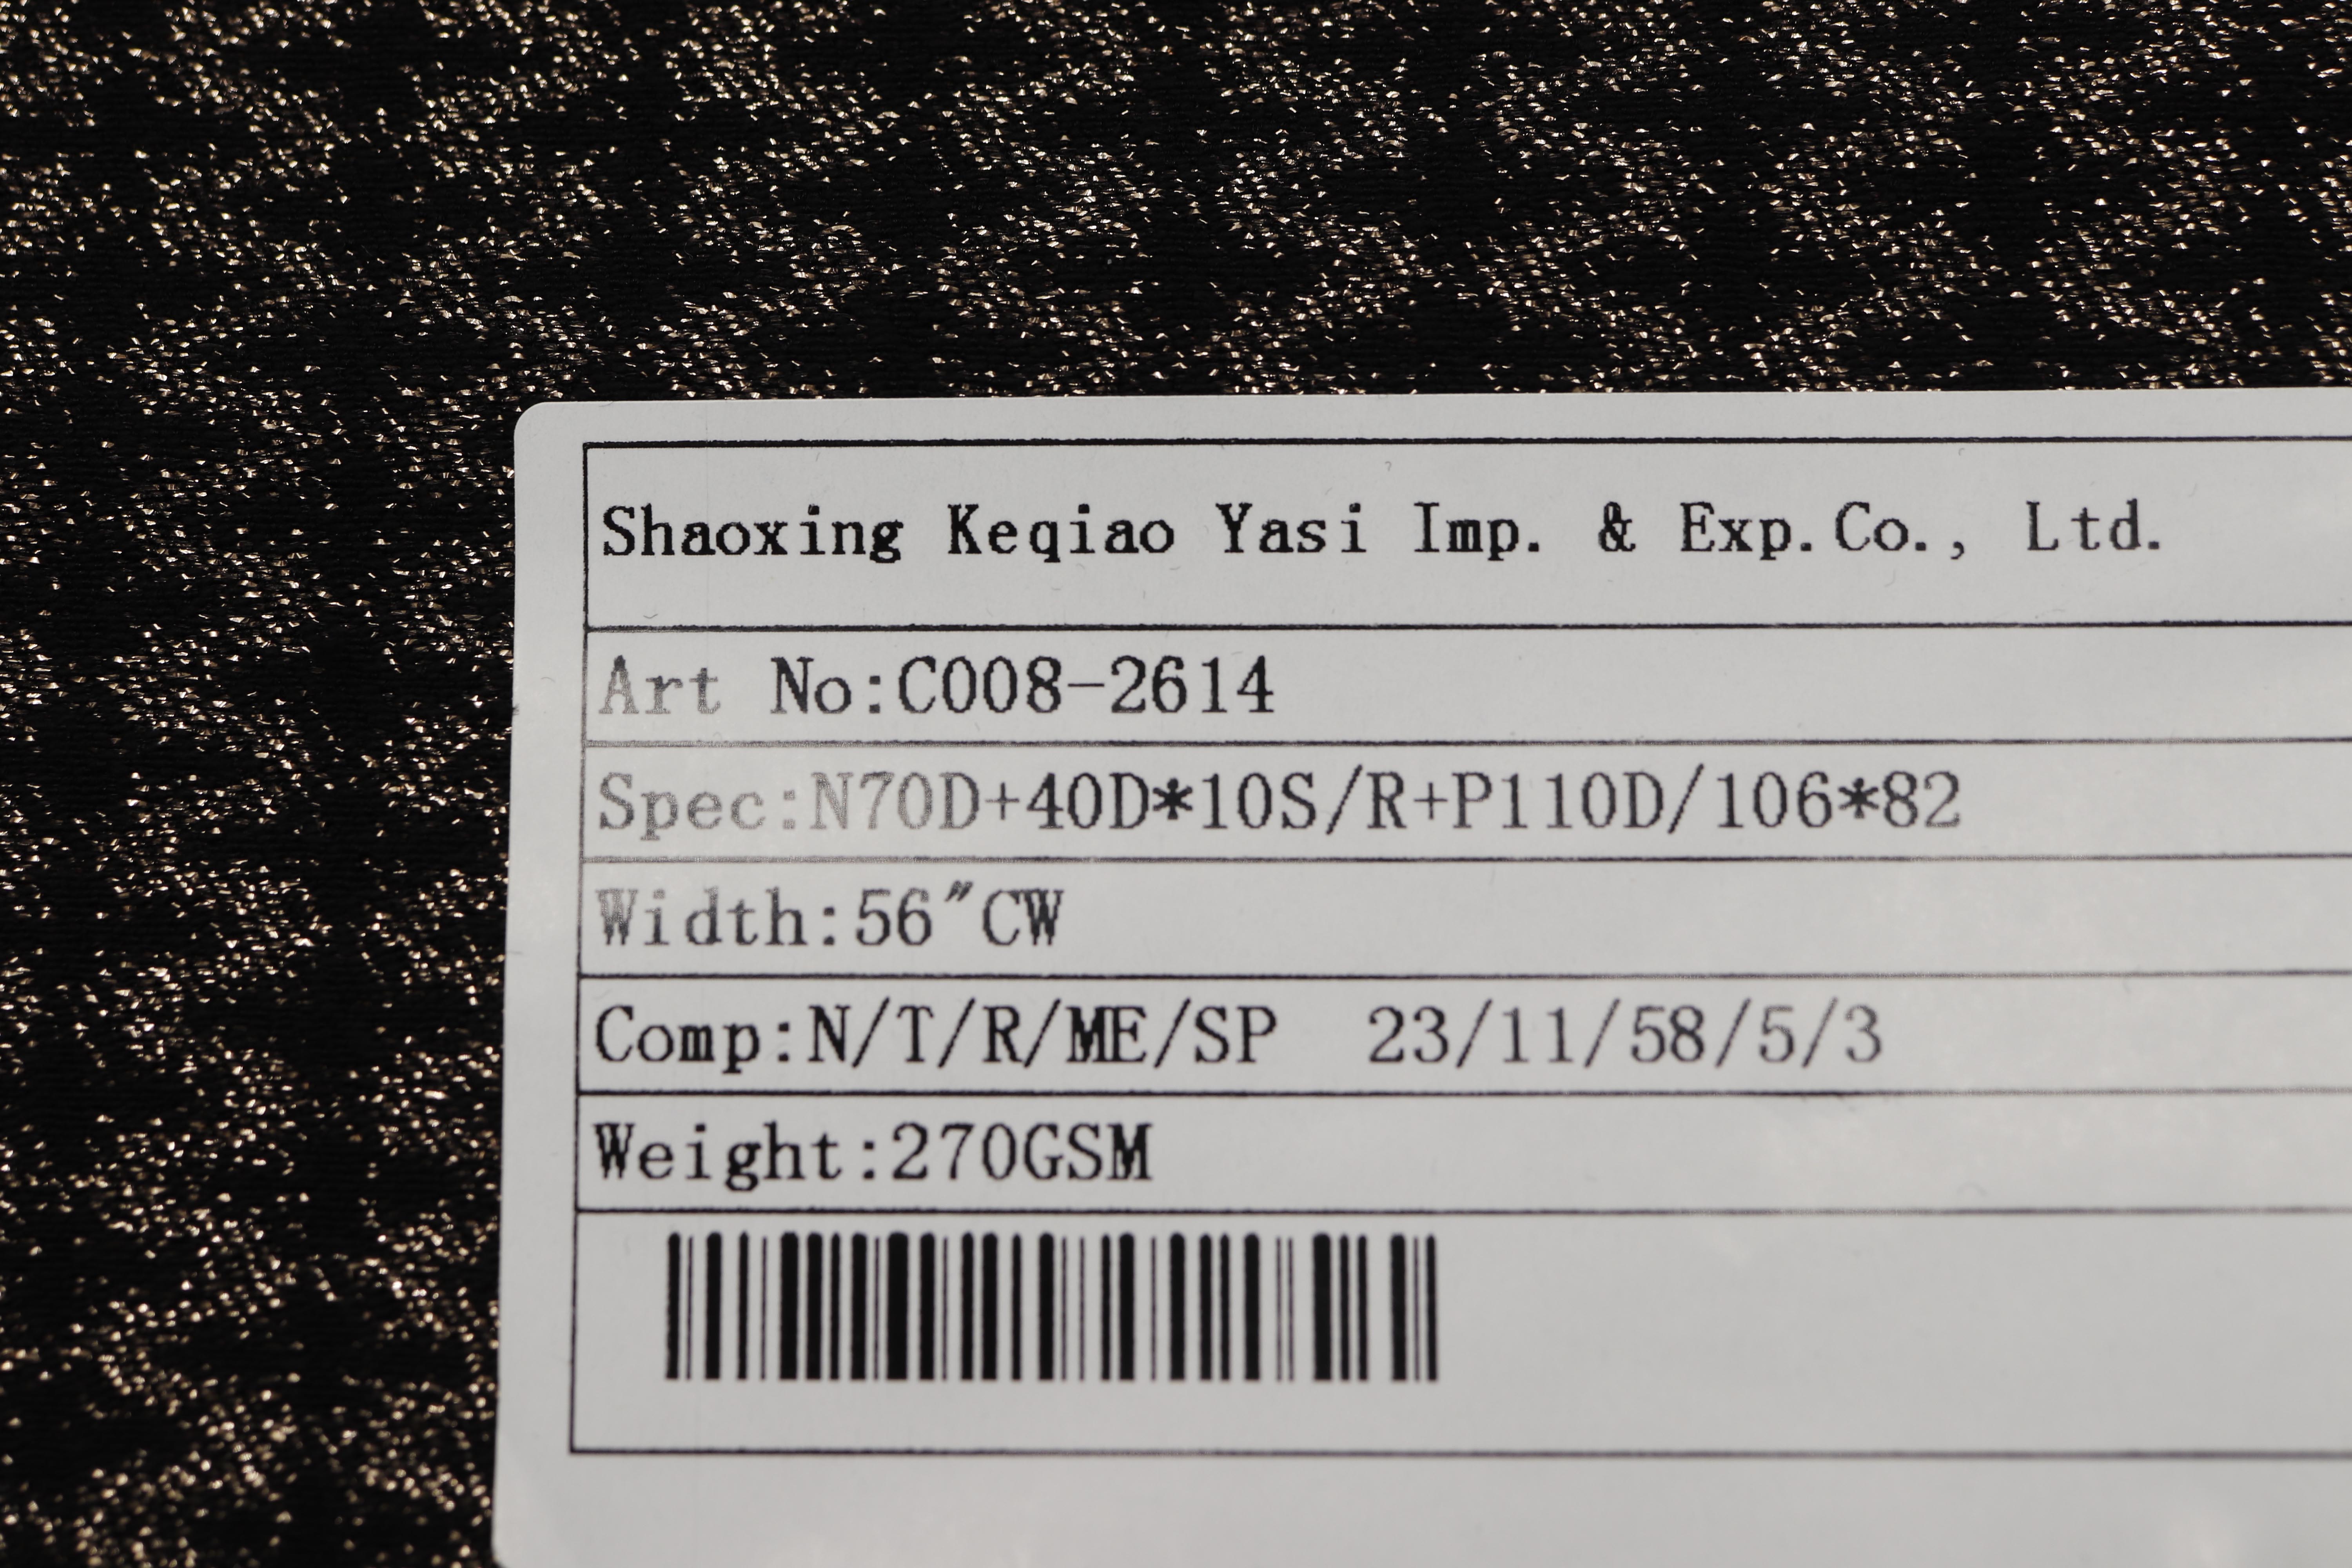 Shaoxing Keqiao Yasi Imp. & Exp.Co., Ltd.
Art No:C008-2614
Spec:N70D+40D*10S/R+P110D/106*82
Width:56″CW
Comp:N/T/R/ME/SP 23/11/58/5/3
Weight:270GSM